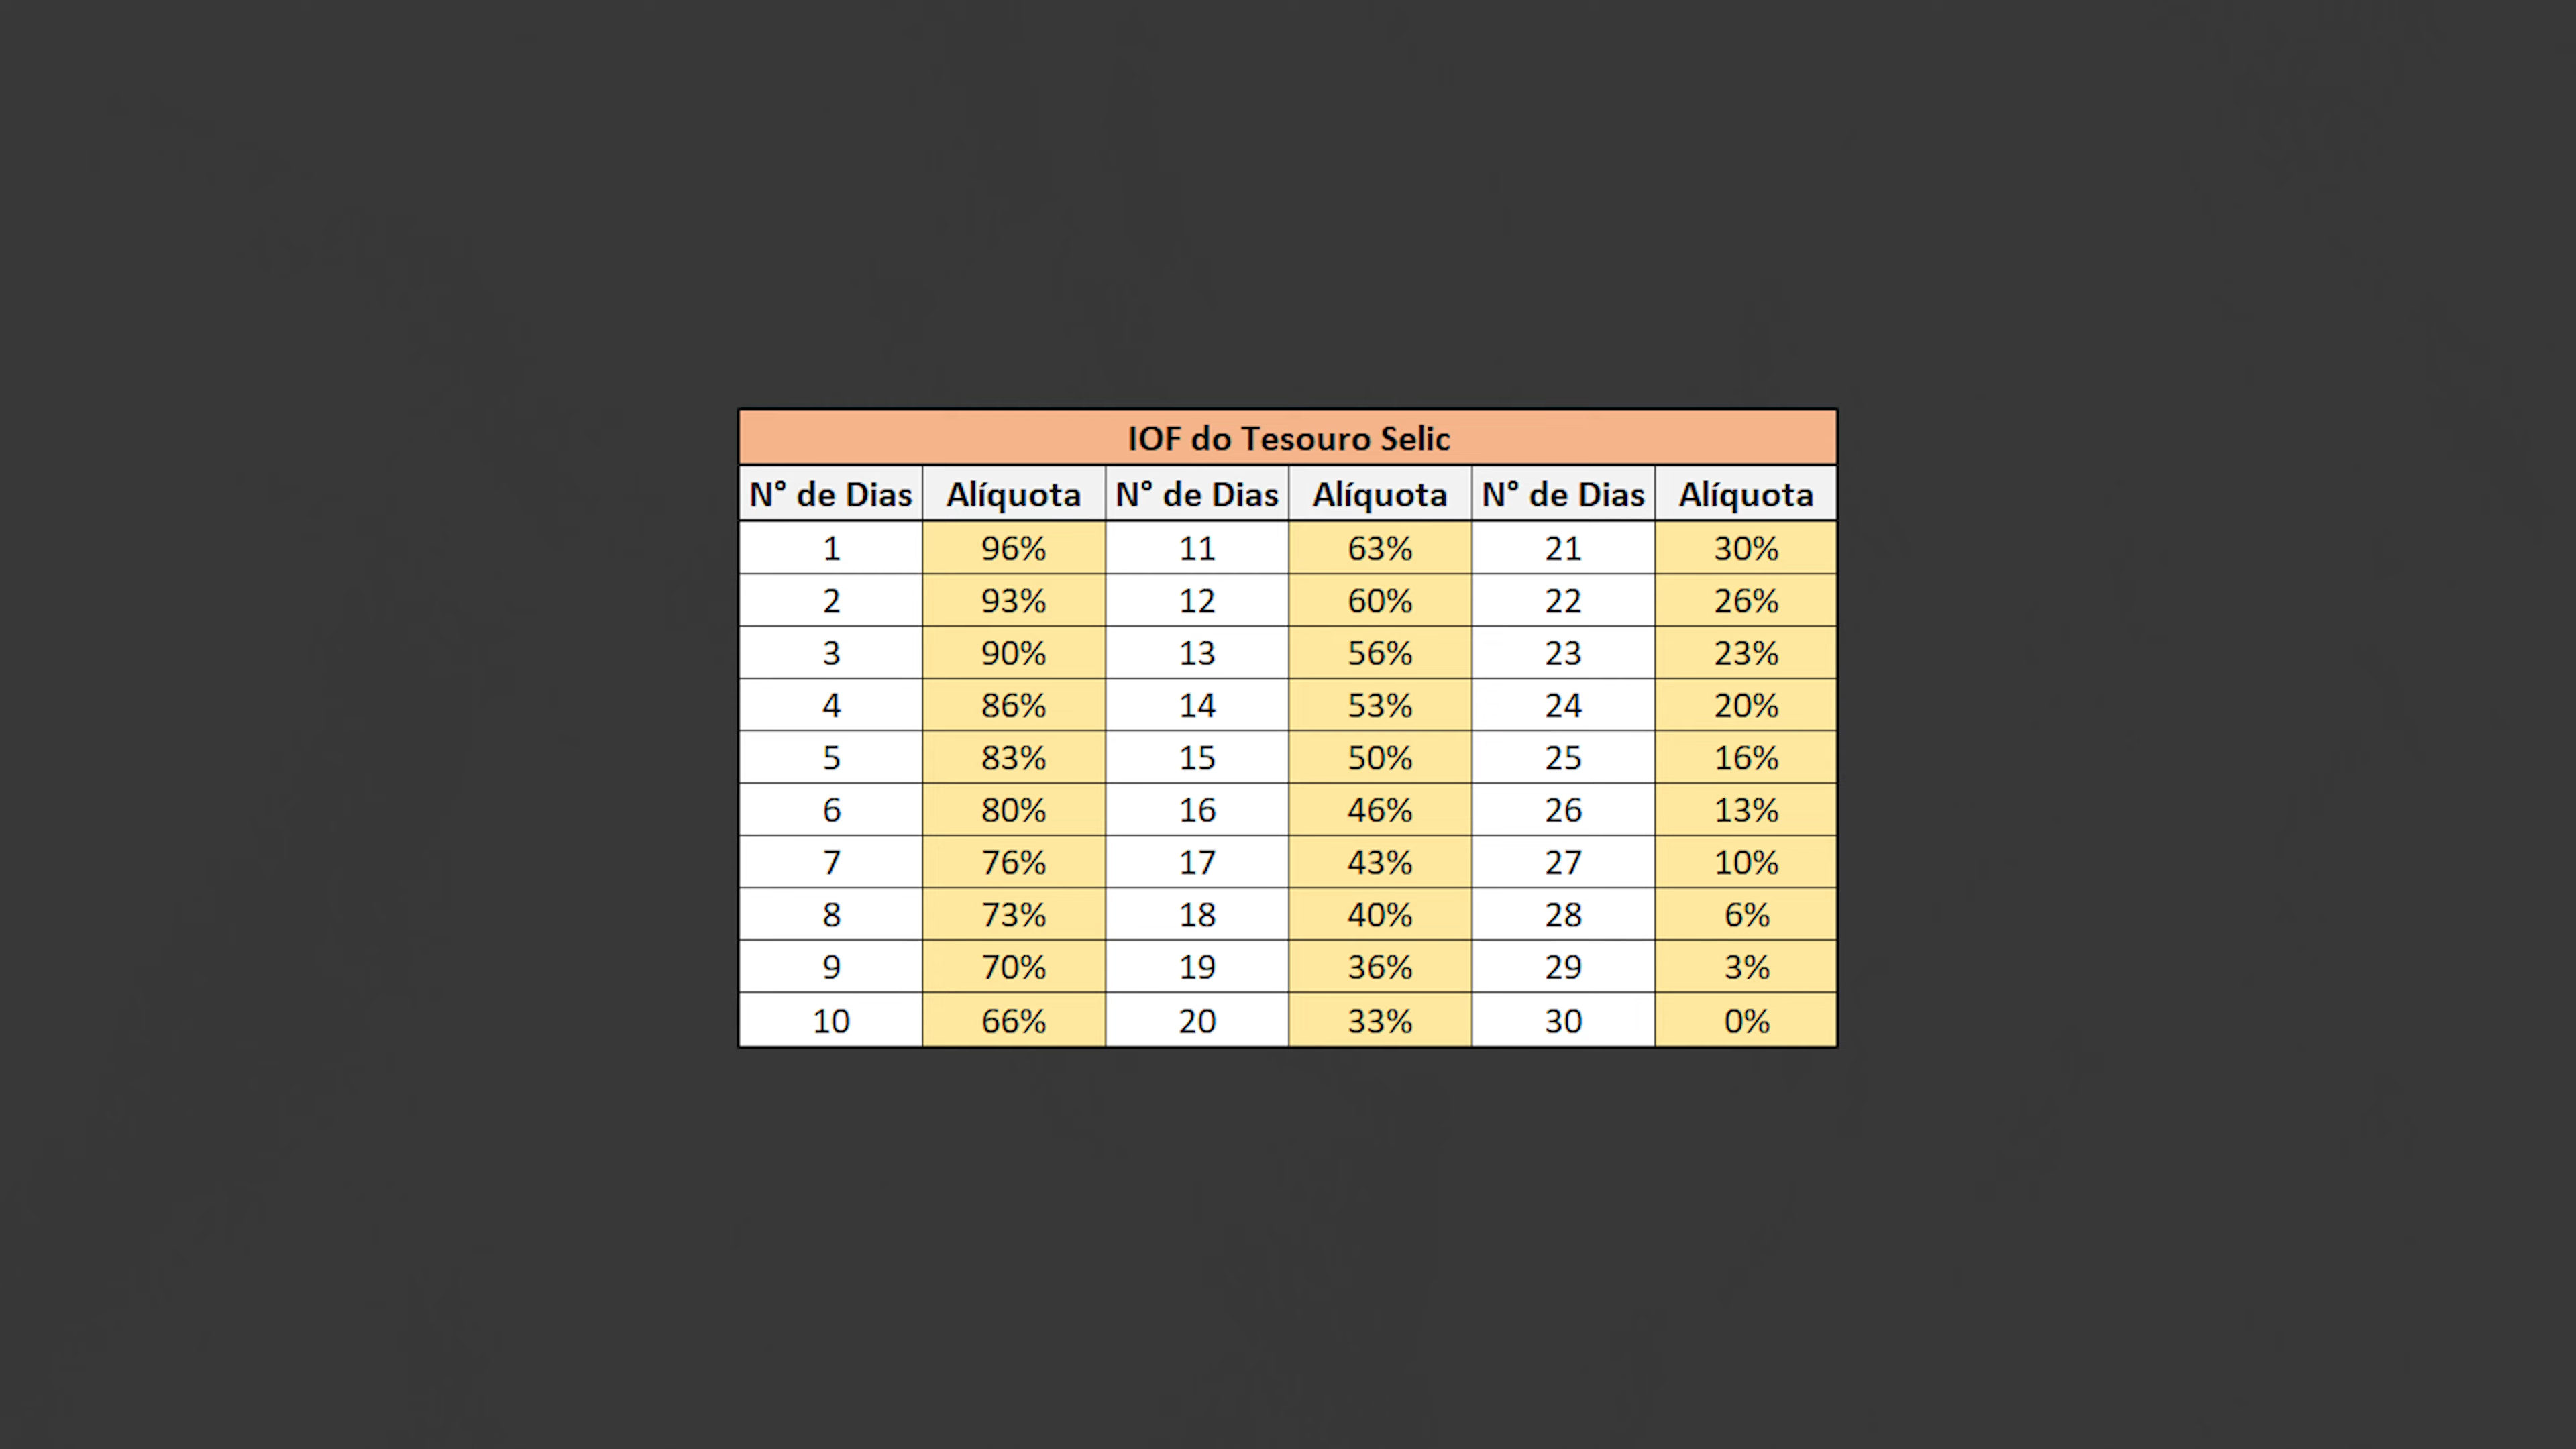 IOF do Tesouro Selic
N° de Dias Alíquota N° de Dias Alíquota N° de Dias Alíquota
1 96% 11 63% 21 30%
2 93% 12 60% 22 26%
3 90% 13 56% 23 23%
4 86% 14 53% 24 20%
5 83% 15 50% 25 16%
6 80% 16 46% 26 13%
7 76% 17 43% 27 10%
8 73% 18 40% 28 6%
9 70% 19 36% 29 3%
10 66% 20 33% 30 0%